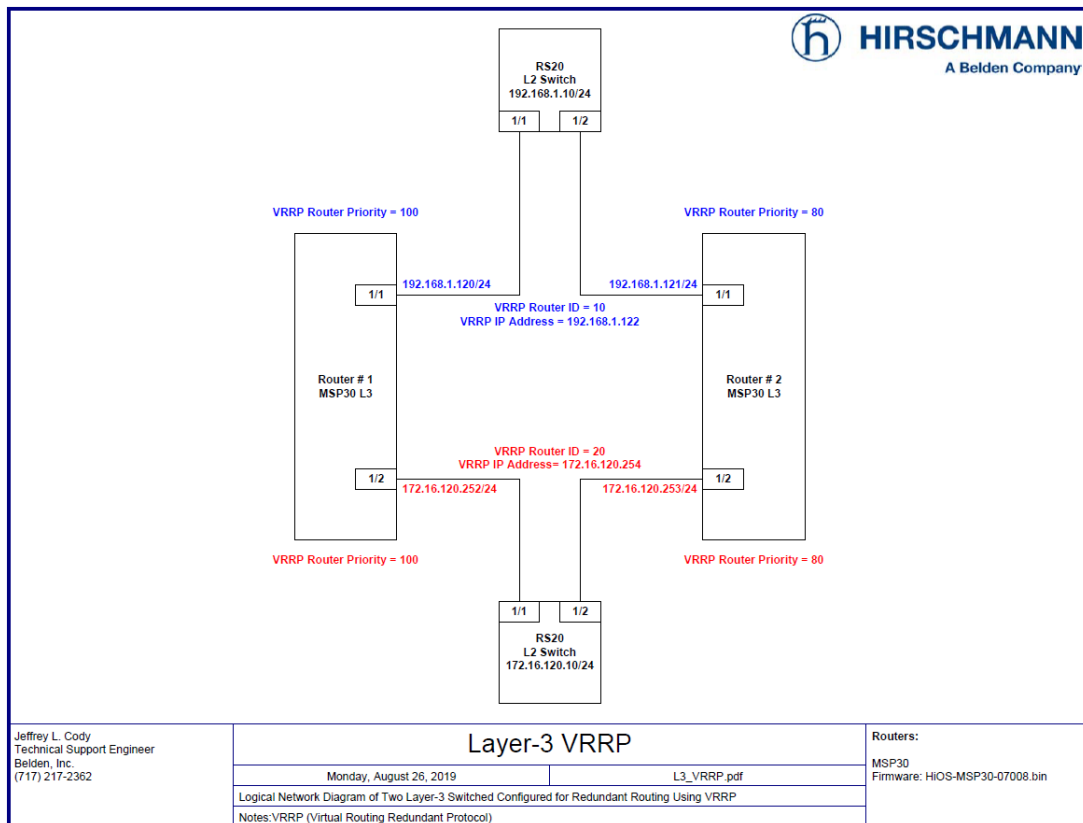 HIRSCHMANN
A Belden Company
RS20
L2 Switch
192.168.1.10/24
1/1
1/2
VRRP Router Priority = 100
VRRP Router Priority = 80
192.168.1.120/24
192.168.1.121/24
1/1
1/1
VRRP Router ID = 10
VRRP IP Address = 192.168.1.122
Router # 1
MSP30 L3
Router # 2
MSP30 L3
VRRP Router ID = 20
VRRP IP Address= 172.16.120.254
1/2
1/2
172.16.120.252/24
172.16.120.253/24
VRRP Router Priority = 100
VRRP Router Priority = 80
1/1
1/2
RS20
L2 Switch
172.16.120.10/24
Jeffrey L. Cody
Technical Support Engineer
Belden, Inc.
(717) 217-2362
Layer-3 VRRP
Monday, August 26, 2019
L3_VRRP.pdf
Logical Network Diagram of Two Layer-3 Switched Configured for Redundant Routing Using VRRP
Notes:VRRP (Virtual Routing Redundant Protocol)
Routers:
MSP30
Firmware: HiOS-MSP30-07008.bin